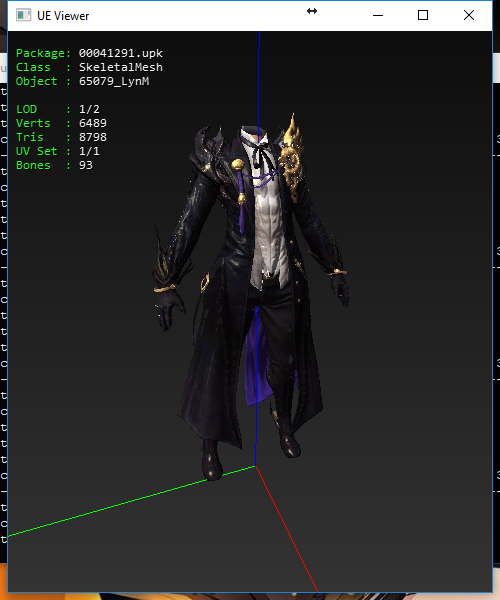 UE Viewer
Package: 00041291.upk
Class : SkeletalMesh
Object : 65079_LynM
LOD : 1/2
Verts : 6489
Tris : 8798
UV Set : 1/1
Bones : 93